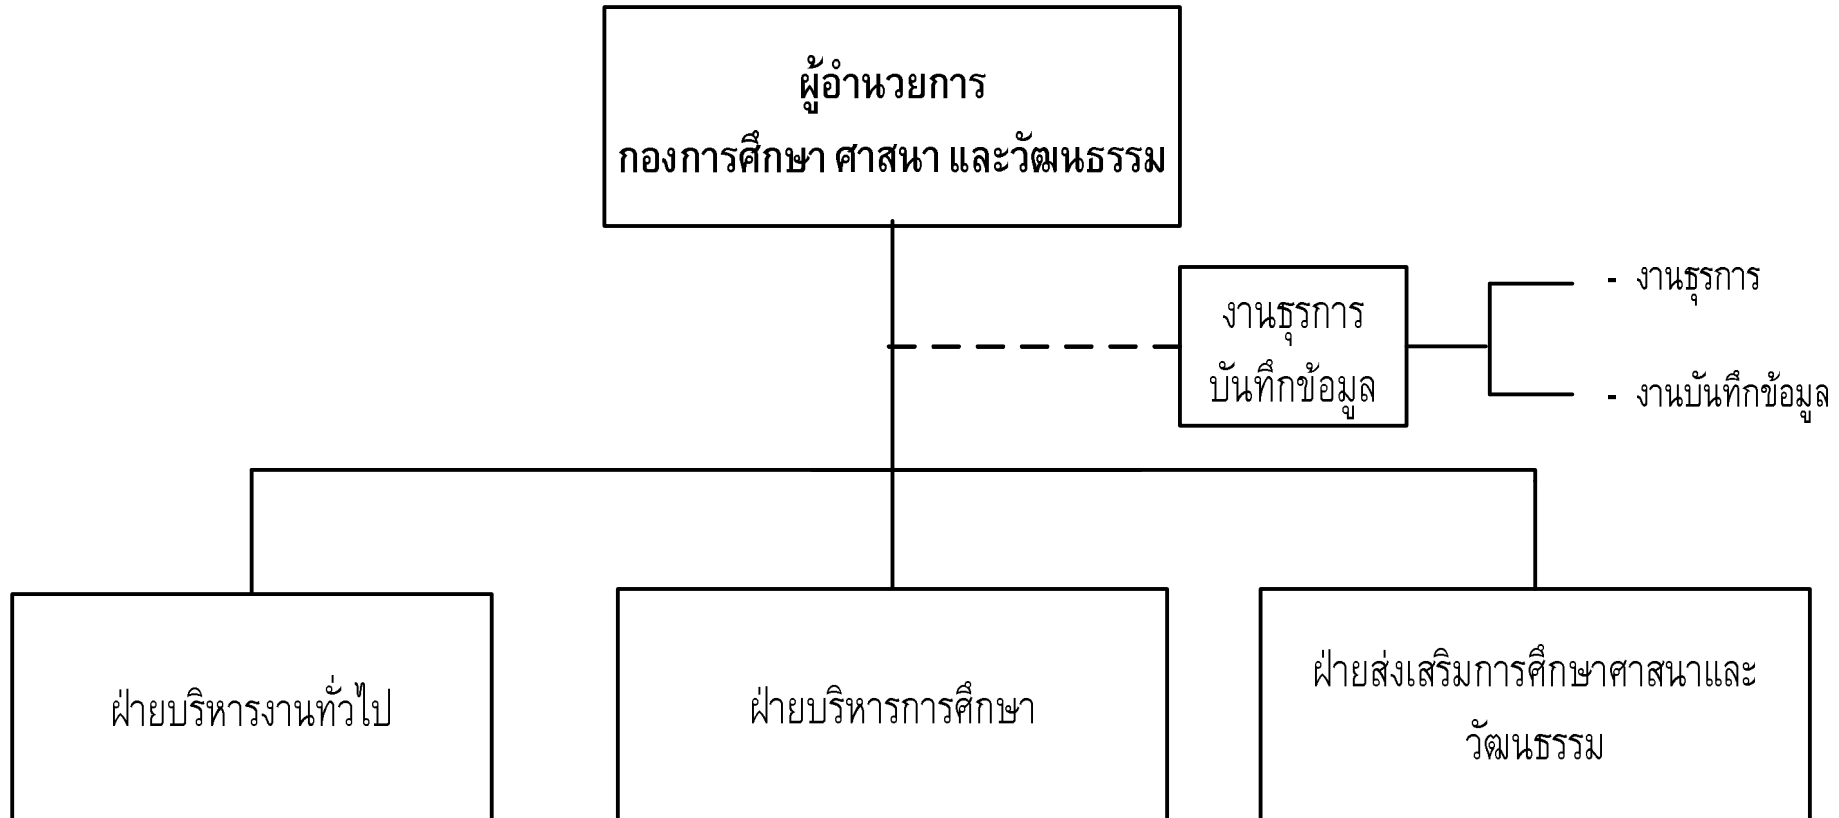 ผู้อำนวยการ
กองการศึกษา ศาสนา และวัฒนธรรม
งานธุรการ
บันทึกข้อมูล
- งานธุรการ
- งานบันทึกข้อมูล
ฝ่ายบริหารงานทั่วไป
ฝ่ายบริหารการศึกษา
ฝ่ายส่งเสริมการศึกษาศาสนาและ
วัฒนธรรม